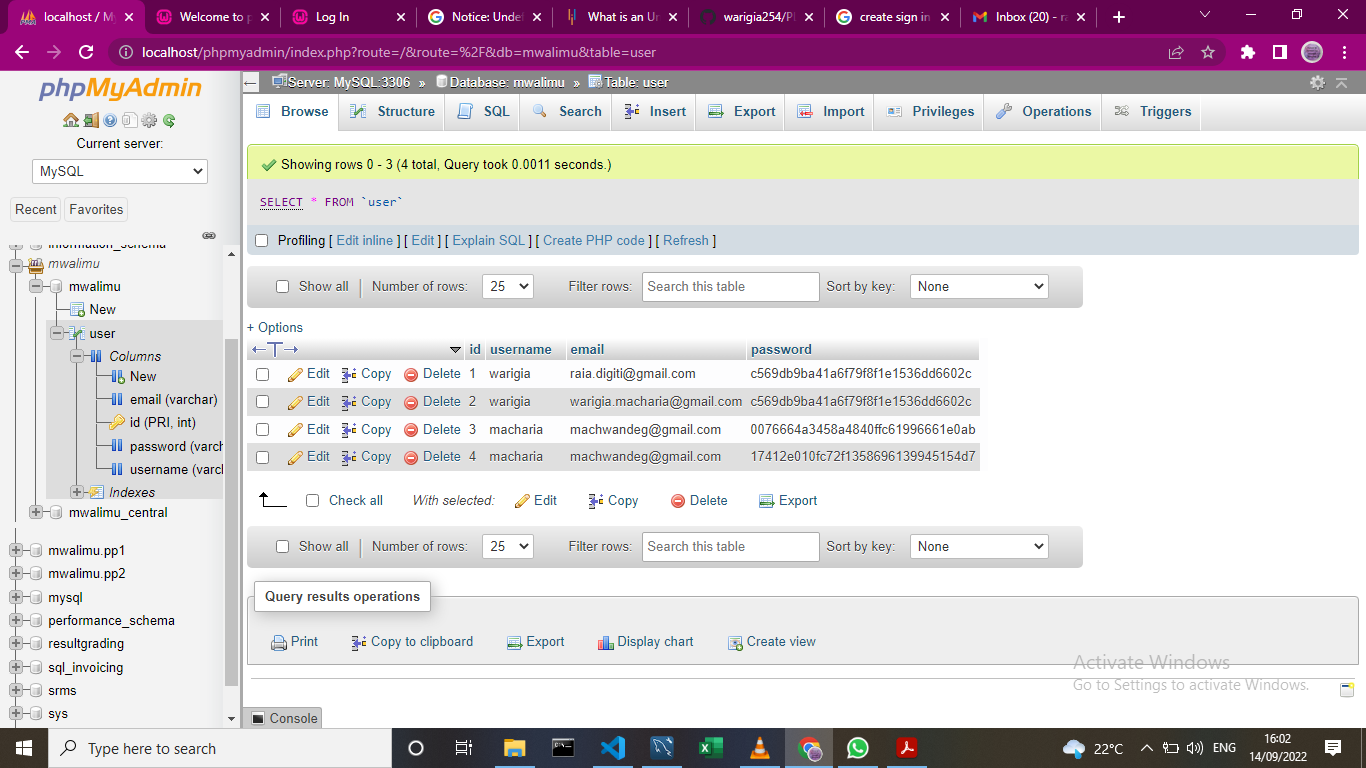 localhost / My
Welcome to p
Log In
Notice: Undef
What is an Un
warigia254/Pl
create sign in
Inbox (20) - ra
localhost/phpmyadmin/index.php?route=/&route=%2F&db=mwalimu&table=user
phpMyAdmin
Current server:
MySQL
Recent Favorites
information_schema
mwalimu
mwalimu
New
user
Columns
New
email (varchar)
id (PRI, int)
password (varch
username (varcl
Indexes
mwalimu_central
mwalimu.pp1
mwalimu.pp2
mysql
performance_schema
resultgrading
sql_invoicing
srms
sys
Server: MySQL:3306 » Database: mwalimu » Table: user
Browse Structure SQL Search Insert Export Import Privileges Operations Triggers
Showing rows 0 - 3 (4 total, Query took 0.0011 seconds.)
SELECT * FROM `user`
Profiling [ Edit inline ] [ Edit ] [ Explain SQL ] [ Create PHP code ] [ Refresh ]
Show all Number of rows: 25 Filter rows: Search this table Sort by key: None
+ Options
←T→ id username email password
Edit Copy Delete 1 warigia raia.digiti@gmail.com c569db9ba41a6f79f8f1e1536dd6602c
Edit Copy Delete 2 warigia warigia.macharia@gmail.com c569db9ba41a6f79f8f1e1536dd6602c
Edit Copy Delete 3 macharia machwandeg@gmail.com 0076664a3458a4840ffc61996661e0ab
Edit Copy Delete 4 macharia machwandeg@gmail.com 17412e010fc72f1358696139945154d7
Check all With selected: Edit Copy Delete Export
Show all Number of rows: 25 Filter rows: Search this table Sort by key: None
Query results operations
Print Copy to clipboard Export Display chart Create view
Activate Windows
Go to Settings to activate Windows.
Console
Type here to search
22°C
ENG
16:02
14/09/2022